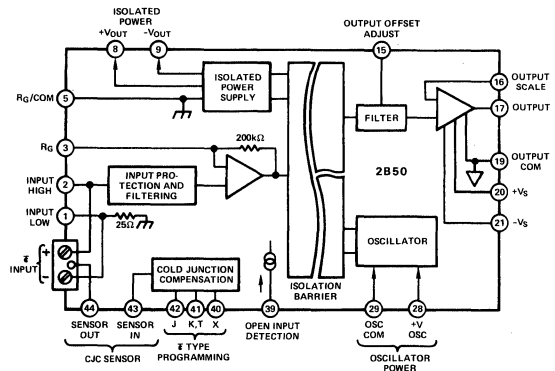 ISOLATED
POWER
+VOUT -VOUT
8
9
OUTPUT OFFSET
ADJUST
15
RG/COM
5
ISOLATED
POWER
SUPPLY
16
OUTPUT
SCALE
17
OUTPUT
FILTER
RG
3
200kΩ
2B50
19
OUTPUT
COM
INPUT
HIGH
2
INPUT PRO-
TECTION AND
FILTERING
20
+VS
INPUT
LOW
1
25Ω
21
-VS
OSCILLATOR
INPUT
+
-
COLD JUNCTION
COMPENSATION
ISOLATION
BARRIER
44
43
42
41
40
39
29
28
SENSOR
OUT
SENSOR
IN
J
K,T
X
OPEN INPUT
DETECTION
OSC
COM
+V
OSC
CJC SENSOR
TYPE
PROGRAMMING
OSCILLATOR
POWER